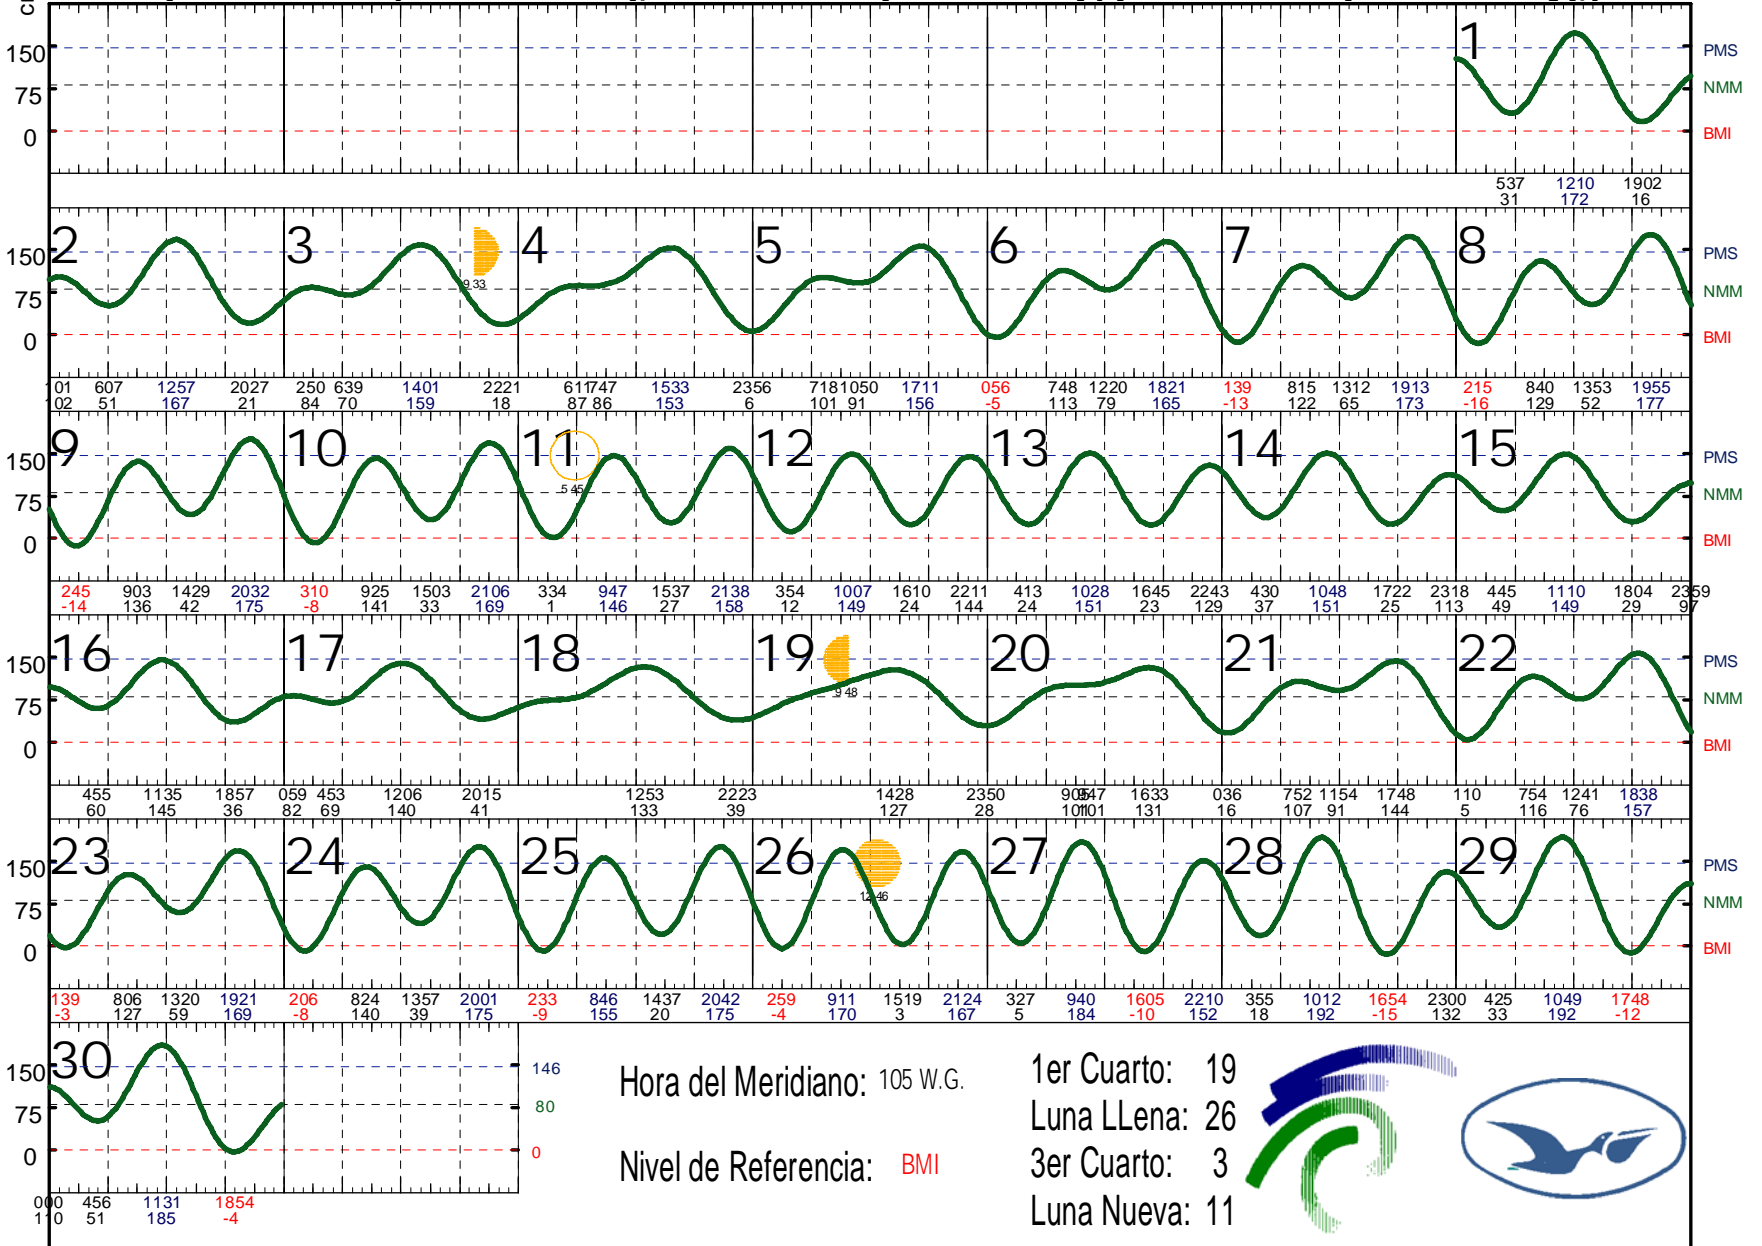 1
150 PMS
75 NMM
0 BMI
537 1210 1902
31 172 16
2 3 4 5 6 7 8
150 PMS
9 33
75 NMM
0 BMI
101 607 1257 2027 250 639 1401 2221 611 747 1533 2356 718 1050 1711 056 748 1220 1821 139 815 1312 1913 215 840 1353 1955
102 51 167 21 84 70 159 18 87 86 153 6 101 91 156 -5 113 79 165 -13 122 65 173 -16 129 52 177
9 10 11 12 13 14 15
150 PMS
5 45
75 NMM
0 BMI
245 903 1429 2032 310 925 1503 2106 334 947 1537 2138 354 1007 1610 2211 413 1028 1645 2243 430 1048 1722 2318 445 1110 1804 2359
-14 136 42 175 -8 141 33 169 1 146 27 158 12 149 24 144 24 151 23 129 37 151 25 113 49 149 29 97
16 17 18 19 20 21 22
150 PMS
9 48
75 NMM
0 BMI
455 1135 1857 059 453 1206 2015 1253 2223 1428 2350 905 947 1633 036 752 1154 1748 110 754 1241 1838
60 145 36 82 69 140 41 133 39 127 28 101 101 131 16 107 91 144 5 116 76 157
23 24 25 26 27 28 29
150 PMS
12 46
75 NMM
0 BMI
139 806 1320 1921 206 824 1357 2001 233 846 1437 2042 259 911 1519 2124 327 940 1605 2210 355 1012 1654 2300 425 1049 1748
-3 127 59 169 -8 140 39 175 -9 155 20 175 -4 170 3 167 5 184 -10 152 18 192 -15 132 33 192 -12
30
150 146
75 80
0 0
000 456 1131 1854
110 51 185 -4
Hora del Meridiano: 105 W.G.
Nivel de Referencia: BMI
1er Cuarto: 19
Luna LLena: 26
3er Cuarto: 3
Luna Nueva: 11